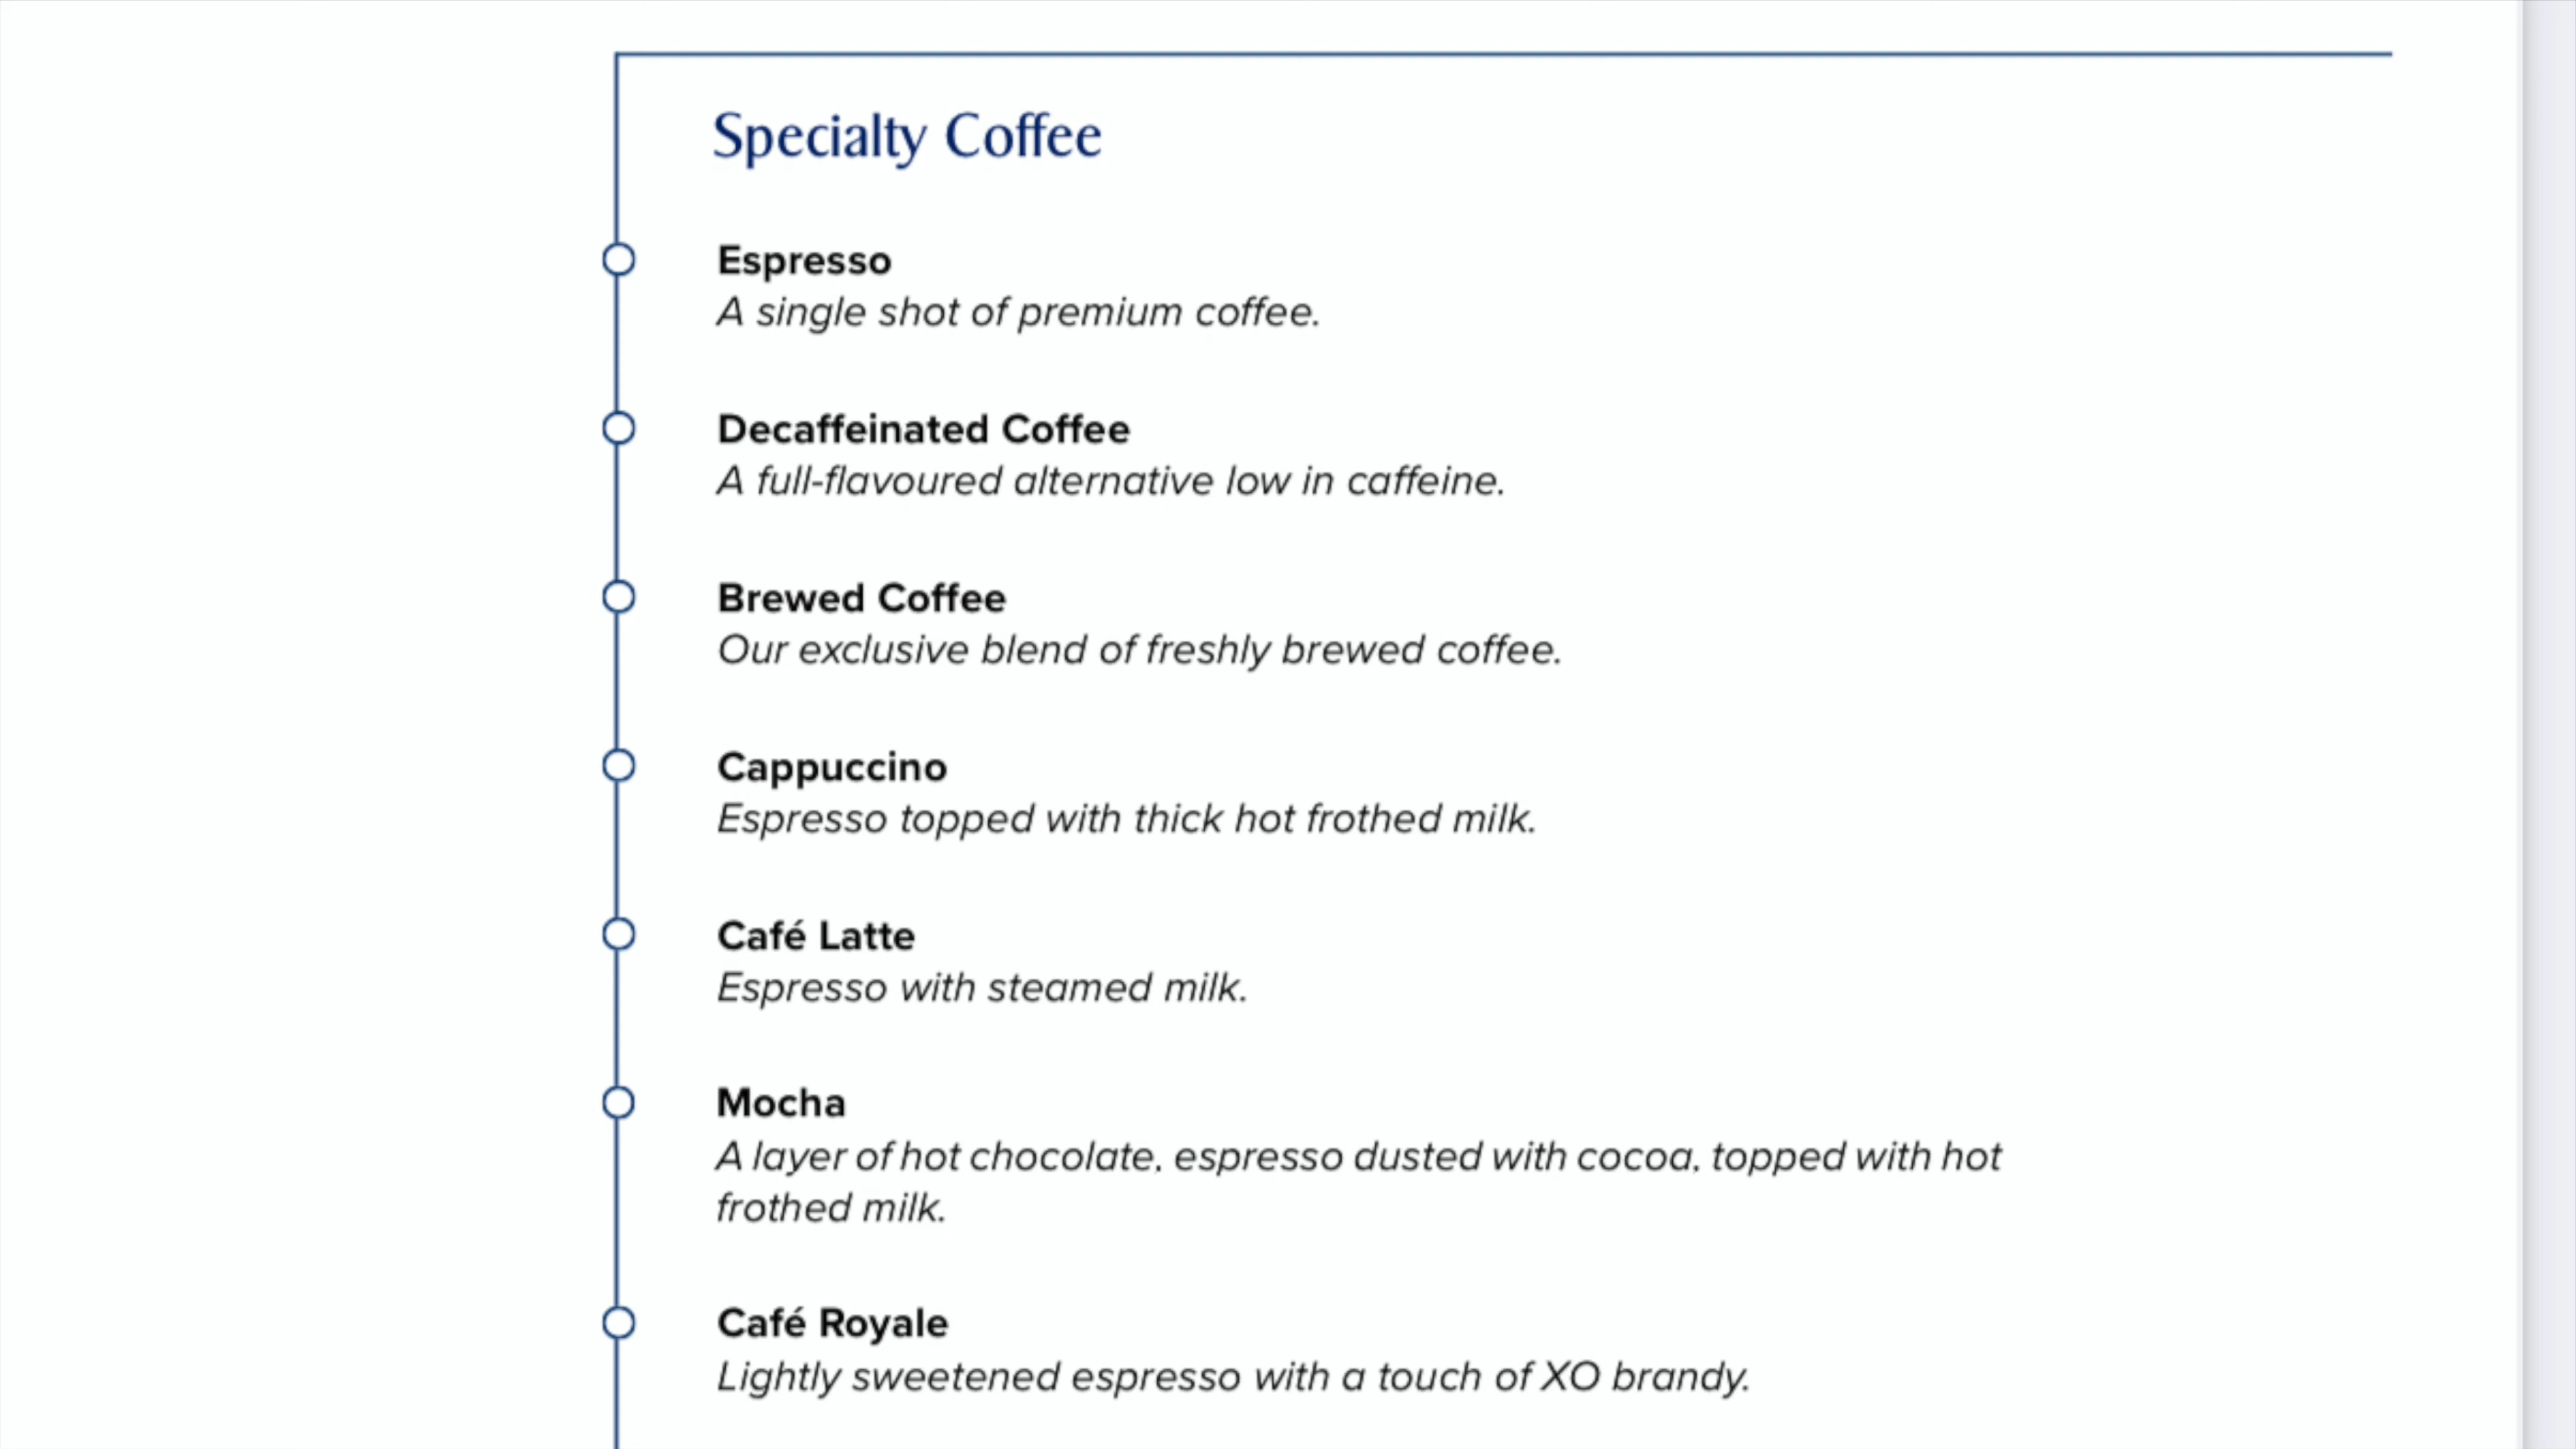 Specialty Coffee
Espresso
A single shot of premium coffee.
Decaffeinated Coffee
A full-flavoured alternative low in caffeine.
Brewed Coffee
Our exclusive blend of freshly brewed coffee.
Cappuccino
Espresso topped with thick hot frothed milk.
Café Latte
Espresso with steamed milk.
Mocha
A layer of hot chocolate, espresso dusted with cocoa, topped with hot
frothed milk.
Café Royale
Lightly sweetened espresso with a touch of XO brandy.